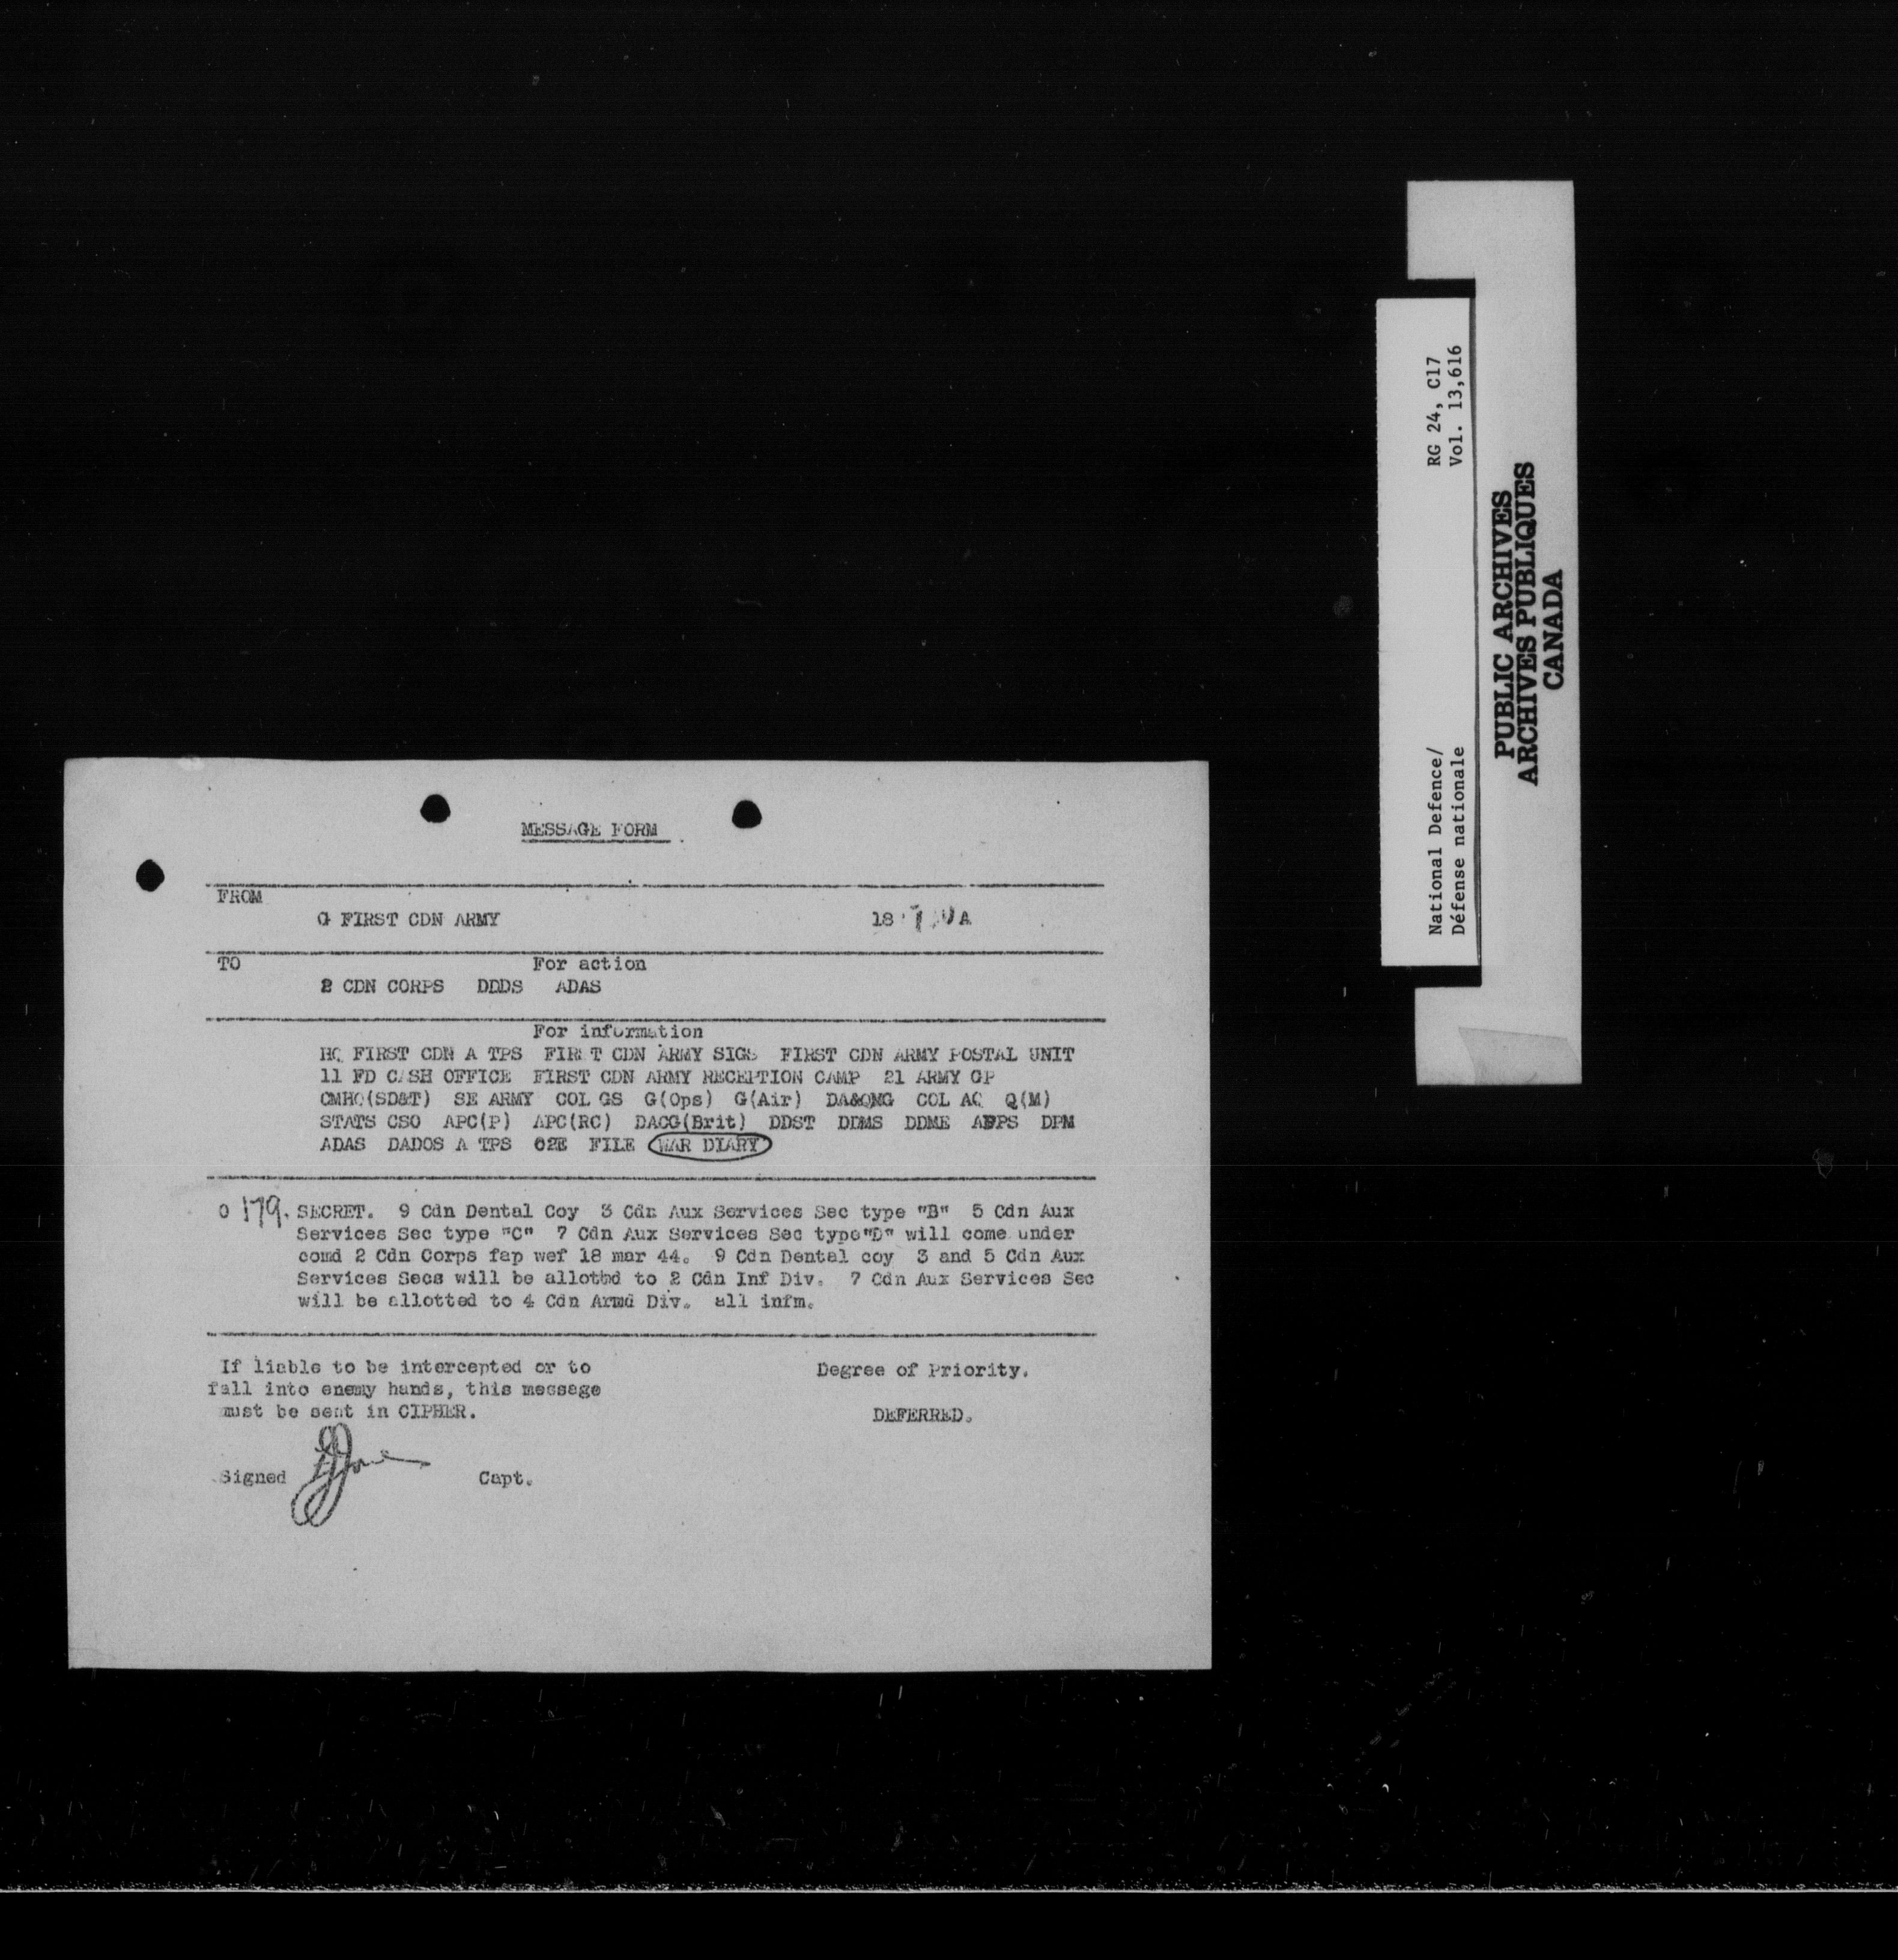 MESSAGE FORM
FROM
G FIRST CDN ARMY 18
TO For action
2 CDN CORPS DDDS ADAS
For information
HQ FIRST CDN A TPS FIRST CDN ARMY SIGS FIRST CDN ARMY POSTAL UNIT
11 FD CASH OFFICE FIRST CDN ARMY RECEPTION CAMP 21 ARMY GP
CMHQ(SD&T) SE ARMY COL GS G(Ops) G(Air) DA&QMG COL AQ Q(M)
STATS CSO APC(P) APC(RC) DACG(Brit) DDST DDMS DDME ADPS DPM
ADAS DADOS A TPS O2E FILE WAR DIARY
O 179. SECRET. 9 Cdn Dental Coy 3 Cdn Aux Services Sec type "B" 5 Cdn Aux
Services Sec type "C" 7 Cdn Aux Services Sec type"D" will come under
comd 2 Cdn Corps fap wef 18 mar 44. 9 Cdn Dental coy 3 and 5 Cdn Aux
Services Secs will be allottd to 2 Cdn Inf Div. 7 Cdn Aux Services Sec
will be allotted to 4 Cdn Armd Div. all infm.
If liable to be intercepted or to
fall into enemy hands, this message
must be sent in CIPHER.
Degree of Priority.
DEFERRED.
Signed Capt.
National Defence/ RG 24, C17
Défense nationale Vol. 13,616
PUBLIC ARCHIVES
ARCHIVES PUBLIQUES
CANADA